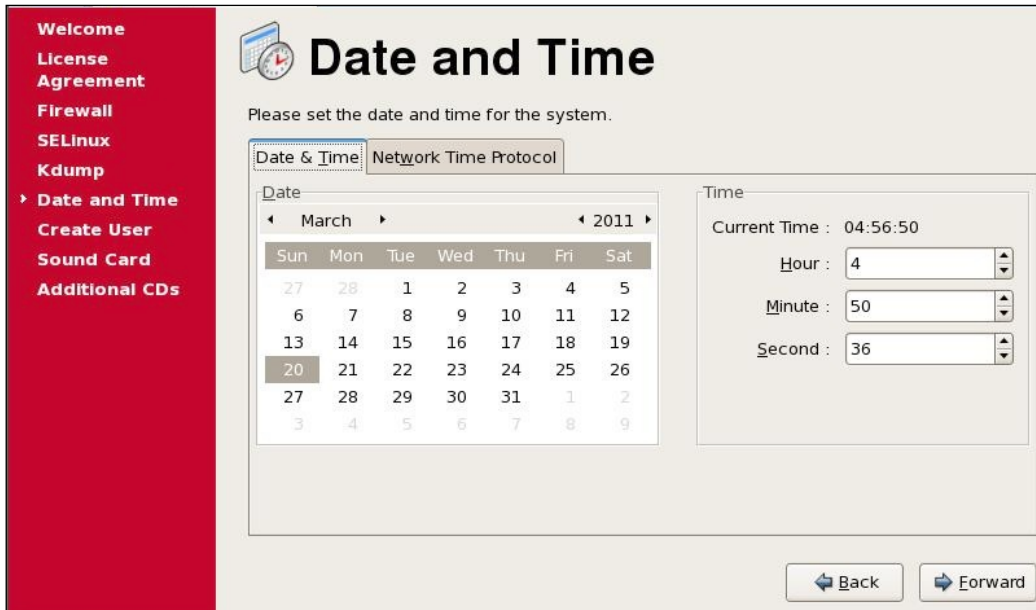 Welcome
License
Agreement
Firewall
SELinux
Kdump
Date and Time
Create User
Sound Card
Additional CDs
Date and Time
Please set the date and time for the system.
Date & Time
Network Time Protocol
Date
March
2011
Sun Mon Tue Wed Thu Fri Sat
27 28 1 2 3 4 5
6 7 8 9 10 11 12
13 14 15 16 17 18 19
20 21 22 23 24 25 26
27 28 29 30 31 1 2
3 4 5 6 7 8 9
Time
Current Time : 04:56:50
Hour : 4
Minute : 50
Second : 36
Back
Forward